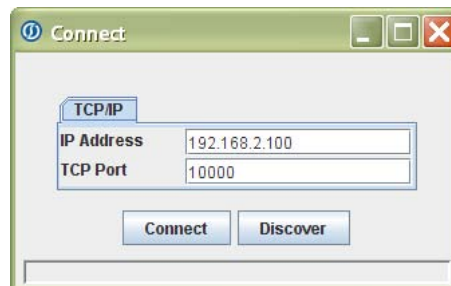 Connect
TCP/IP
IP Address 192.168.2.100
TCP Port 10000
Connect Discover